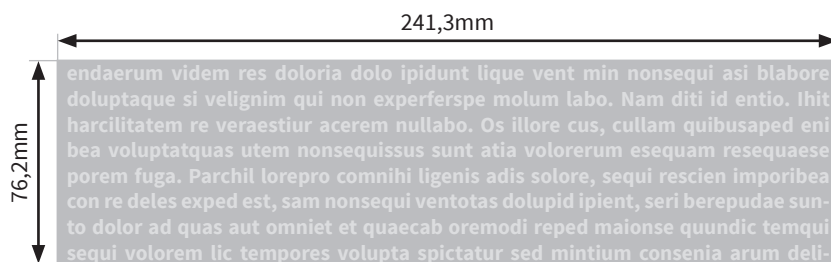 241,3mm
76,2mm
endaerum videm res doloria dolo ipidunt lique vent min nonsequi asi blabore
doluptaque si velignim qui non experferspe molum labo. Nam diti id entio. Ihit
harcilitatem re veraestiur acerem nullabo. Os illore cus, cullam quibusaped eni
bea voluptatquas utem nonsequissus sunt atia volorerum esequam resequaese
porem fuga. Parchil lorepro comnihi ligenis adis solore, sequi rescien imporibea
con re deles exped est, sam nonsequi ventotas dolupid ipient, seri berepudae sun-
to dolor ad quas aut omniet et quaecab oremodi reped maionse quundic temqui
sequi volorem lic tempores volupta spictatur sed mintium consenia arum deli-